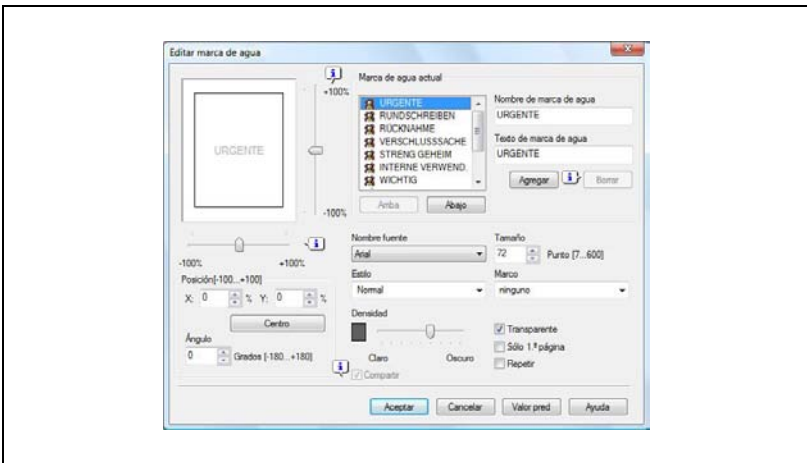 Editar marca de agua
+100%
-100%
URGENTE
-100%
+100%
Posición[-100...+100]
X: 0 % Y: 0 %
Centro
Ángulo
0 Grados [-180...+180]
Marca de agua actual
URGENTE
RUNDSCHREIBEN
RÜCKNAHME
VERSCHLUSSSACHE
STRENG GEHEIM
INTERNE VERWEND.
WICHTIG
Arriba Abajo
Nombre de marca de agua
URGENTE
Texto de marca de agua
URGENTE
Agregar Borrar
Nombre fuente
Arial
Tamaño
72 Punto [7...600]
Estilo
Normal
Marco
ninguno
Densidad
Claro Oscuro
Compartir
Transparente
Sólo 1.ª página
Repetir
Aceptar Cancelar Valor pred Ayuda